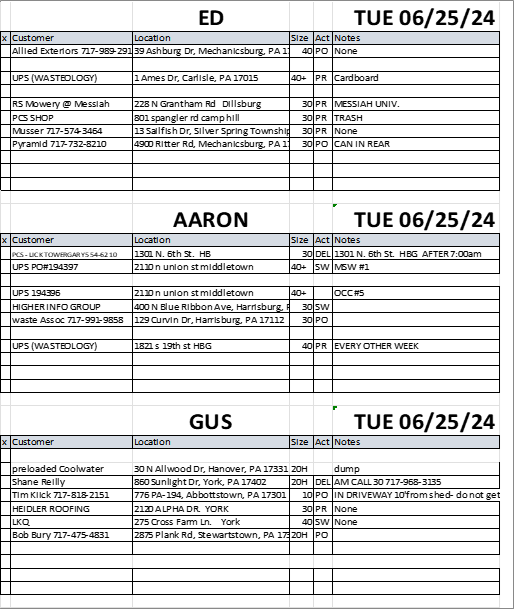 ED TUE 06/25/24
x Customer Location Size Act Notes
Allied Exteriors 717-989-291 39 Ashburg Dr, Mechanicsburg, PA 17 40 PO None
UPS (WASTEOLOGY) 1 Ames Dr, Carlisle, PA 17015 40+ PR Cardboard
RS Mowery @ Messiah 228 N Grantham Rd Dillsburg 30 PR MESSIAH UNIV.
PCS SHOP 801 spangler rd camp hill 30 PR TRASH
Musser 717-574-3464 13 Sailfish Dr, Silver Spring Township 30 PR None
Pyramid 717-732-8210 4900 Ritter Rd, Mechanicsburg, PA 17 30 PO CAN IN REAR
AARON TUE 06/25/24
x Customer Location Size Act Notes
PCS - LICK TOWER 1301 N. 6th St. HB 30 DEL 1301 N. 6th St. HBG AFTER 7:00am
UPS PO#194397 2110 n union st middletown 40+ SW MSW #1
UPS 194396 2110 n union st middletown 40+ OCC #5
HIGHER INFO GROUP 400 N Blue Ribbon Ave, Harrisburg, P 30 SW
waste Assoc 717-991-9858 129 Curvin Dr, Harrisburg, PA 17112 30 PO
UPS (WASTEOLOGY) 1821 s 19th st HBG 40 PR EVERY OTHER WEEK
GUS TUE 06/25/24
x Customer Location Size Act Notes
preloaded Coolwater 30 N Allwood Dr, Hanover, PA 17331 20H dump
Shane Reilly 860 Sunlight Dr, York, PA 17402 20H DEL AM CALL 30 717-968-3135
Tim Klick 717-818-2151 776 PA-194, Abbottstown, PA 17301 10 PO IN DRIVEWAY 10'from shed- do not get
HEIDLER ROOFING 2120 ALPHA DR. YORK 30 PR None
LKQ 275 Cross Farm Ln. York 40 SW None
Bob Bury 717-475-4831 2875 Plank Rd, Stewartstown, PA 173 20H PO